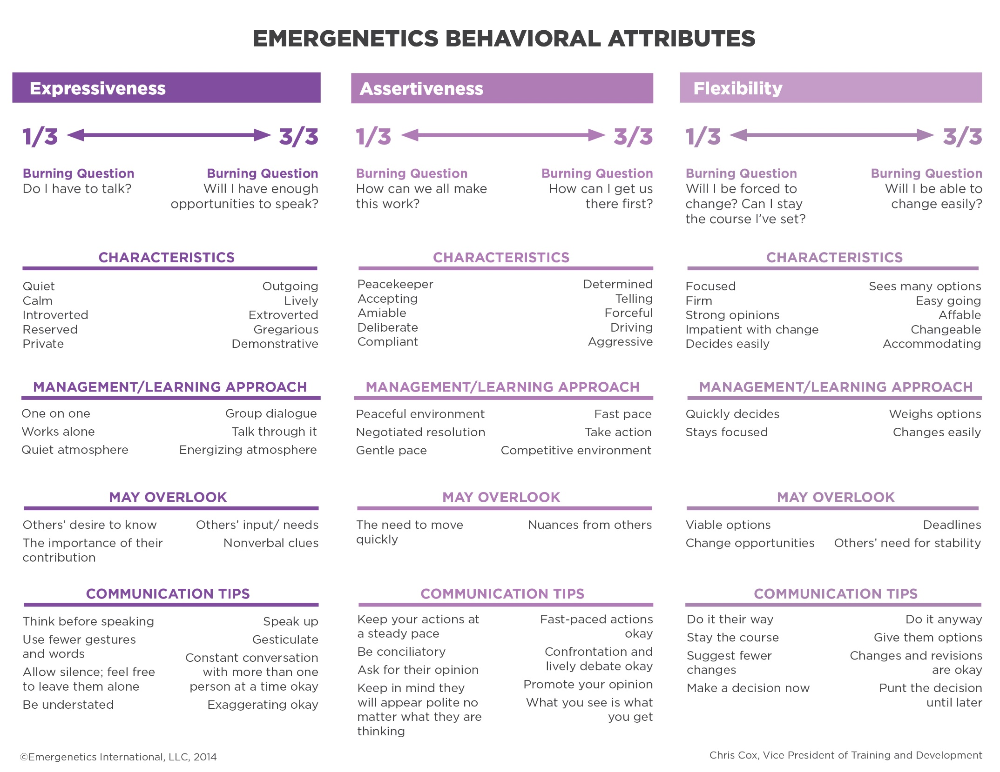 EMERGENETICS BEHAVIORAL ATTRIBUTES
Expressiveness
1/3
3/3
Burning Question
Do I have to talk?
Burning Question
Will I have enough
opportunities to speak?
CHARACTERISTICS
Quiet
Calm
Introverted
Reserved
Private
Outgoing
Lively
Extroverted
Gregarious
Demonstrative
MANAGEMENT/LEARNING APPROACH
One on one
Works alone
Quiet atmosphere
Group dialogue
Talk through it
Energizing atmosphere
MAY OVERLOOK
Others’ desire to know
The importance of their
contribution
Others’ input/ needs
Nonverbal clues
COMMUNICATION TIPS
Think before speaking
Use fewer gestures
and words
Allow silence; feel free
to leave them alone
Be understated
Speak up
Gesticulate
Constant conversation
with more than one
person at a time okay
Exaggerating okay
Assertiveness
1/3
3/3
Burning Question
How can we all make
this work?
Burning Question
How can I get us
there first?
CHARACTERISTICS
Peacekeeper
Accepting
Amiable
Deliberate
Compliant
Determined
Telling
Forceful
Driving
Aggressive
MANAGEMENT/LEARNING APPROACH
Peaceful environment
Negotiated resolution
Gentle pace
Fast pace
Take action
Competitive environment
MAY OVERLOOK
The need to move
quickly
Nuances from others
COMMUNICATION TIPS
Keep your actions at
a steady pace
Be conciliatory
Ask for their opinion
Keep in mind they
will appear polite no
matter what they are
thinking
Fast-paced actions
okay
Confrontation and
lively debate okay
Promote your opinion
What you see is what
you get
Flexibility
1/3
3/3
Burning Question
Will I be forced to
change? Can I stay
the course I’ve set?
Burning Question
Will I be able to
change easily?
CHARACTERISTICS
Focused
Firm
Strong opinions
Impatient with change
Decides easily
Sees many options
Easy going
Affable
Changeable
Accommodating
MANAGEMENT/LEARNING APPROACH
Quickly decides
Stays focused
Weighs options
Changes easily
MAY OVERLOOK
Viable options
Change opportunities
Deadlines
Others’ need for stability
COMMUNICATION TIPS
Do it their way
Stay the course
Suggest fewer
changes
Make a decision now
Do it anyway
Give them options
Changes and revisions
are okay
Punt the decision
until later
©Emergenetics International, LLC, 2014
Chris Cox, Vice President of Training and Development